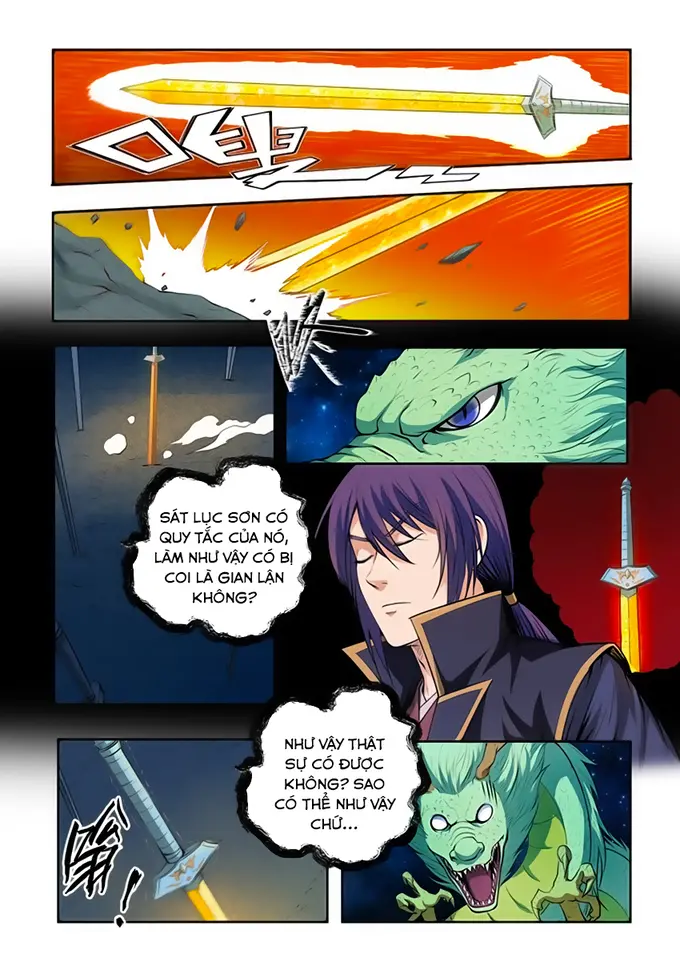 SÁT LỤC SƠN CÓ
QUY TẮC CỦA NÓ,
LÀM NHƯ VẬY CÓ BỊ
COI LÀ GIAN LẬN
KHÔNG?
NHƯ VẬY THẬT
SỰ CÓ ĐƯỢC
KHÔNG? SAO
CÓ THỂ NHƯ VẬY
CHỨ...